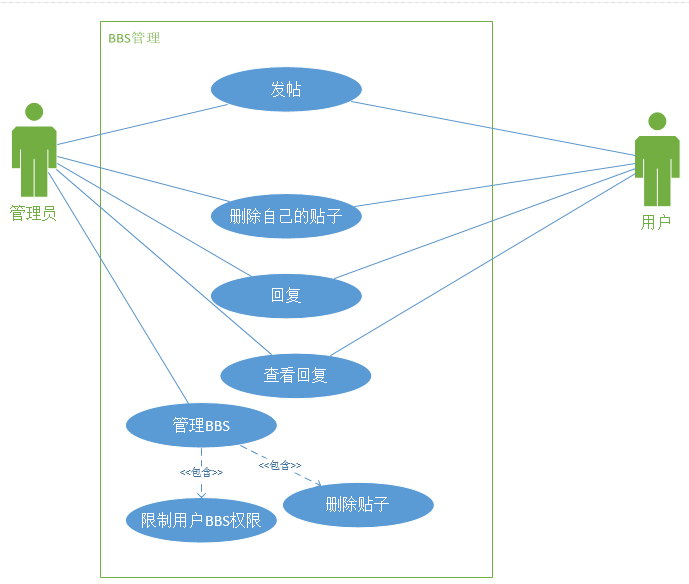 BBS管理
发帖
管理员
删除自己的贴子
用户
回复
查看回复
管理BBS
<<包含>>
<<包含>>
删除贴子
限制用户BBS权限